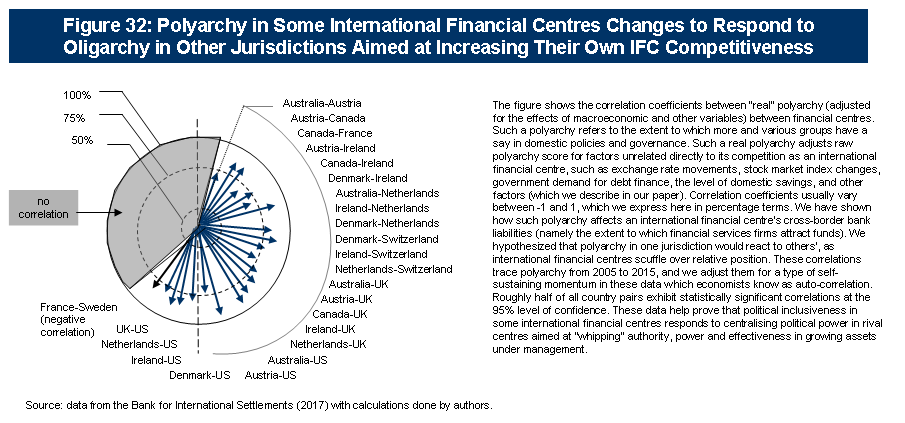 Figure 32: Polyarchy in Some International Financial Centres Changes to Respond to
Oligarchy in Other Jurisdictions Aimed at Increasing Their Own IFC Competitiveness
100%
75%
50%
no
correlation
France-Sweden
(negative
correlation)
Australia-Austria
Austria-Canada
Canada-France
Austria-Ireland
Canada-Ireland
Denmark-Ireland
Australia-Netherlands
Ireland-Netherlands
Denmark-Netherlands
Denmark-Switzerland
Ireland-Switzerland
Netherlands-Switzerland
Australia-UK
Austria-UK
Canada-UK
Ireland-UK
Netherlands-UK
Australia-US
Austria-US
Denmark-US
Ireland-US
Netherlands-US
UK-US
The figure shows the correlation coefficients between "real" polyarchy (adjusted
for the effects of macroeconomic and other variables) between financial centres.
Such a polyarchy refers to the extent to which more and various groups have a
say in domestic policies and governance. Such a real polyarchy adjusts raw
polyarchy score for factors unrelated directly to its competition as an international
financial centre, such as exchange rate movements, stock market index changes,
government demand for debt finance, the level of domestic savings, and other
factors (which we describe in our paper). Correlation coefficients usually vary
between -1 and 1, which we express here in percentage terms. We have shown
how such polyarchy affects an international financial centre's cross-border bank
liabilities (namely the extent to which financial services firms attract funds). We
hypothesized that polyarchy in one jurisdiction would react to others', as
international financial centres scuffle over relative position. These correlations
trace polyarchy from 2005 to 2015, and we adjust them for a type of self-
sustaining momentum in these data which economists know as auto-correlation.
Roughly half of all country pairs exhibit statistically significant correlations at the
95% level of confidence. These data help prove that political inclusiveness in
some international financial centres responds to centralising political power in rival
centres aimed at "whipping" authority, power and effectiveness in growing assets
under management.
Source: data from the Bank for International Settlements (2017) with calculations done by authors.